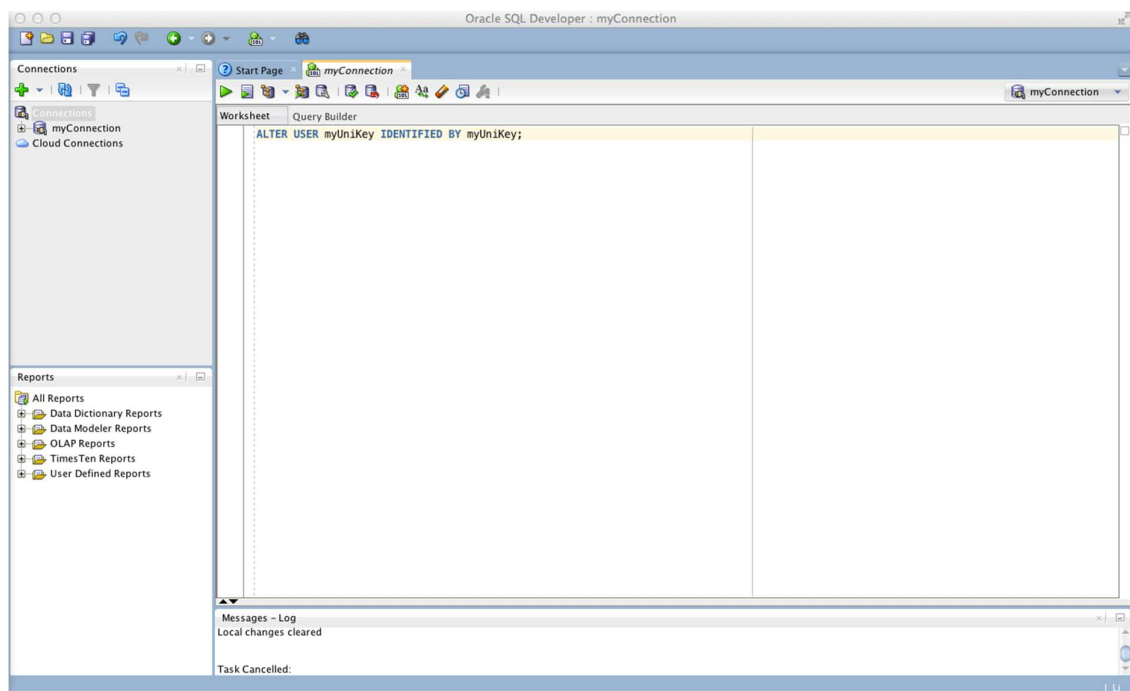 Oracle SQL Developer : myConnection
Connections
Start Page
myConnection
myConnection
Connections
myConnection
Cloud Connections
Worksheet
Query Builder
ALTER USER myUniKey IDENTIFIED BY myUniKey;
Reports
All Reports
Data Dictionary Reports
Data Modeler Reports
OLAP Reports
TimesTen Reports
User Defined Reports
Messages - Log
Local changes cleared
Task Cancelled: